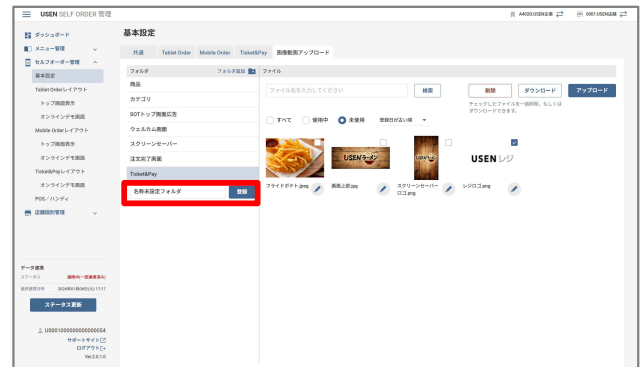 USEN SELF ORDER 管理
A402G:USEN企業
0001:USEN店舗
ダッシュボード
メニュー管理
セルフオーダー管理
基本設定
Tablet Orderレイアウト
トップ画面表示
オンラインデモ画面
Mobile Orderレイアウト
トップ画面表示
オンラインデモ画面
Ticket&Payレイアウト
オンラインデモ画面
POS/ハンディ
店舗個別管理
データ連携
ステータス 連携中(一部連携済み)
最終連携日時 2026年01月06日(火) 17:17
ステータス更新
U0001000000000000054
サポートサイト
ログアウト
Ver.2.0.1.0
基本設定
共通 Tablet Order Mobile Order Ticket&Pay 画像動画アップロード
フォルダ フォルダ追加
商品
カテゴリ
SOTトップ画面広告
ウェルカム画面
スクリーンセーバー
注文完了画面
Ticket&Pay
名称未設定フォルダ 登録
ファイル
ファイル名を入力してください 検索 削除 ダウンロード アップロード
チェックしたファイルを一括削除、もしくは
ダウンロードできます。
すべて 使用中 未使用 登録日が古い順
USENラーメン
USEN レジ
フライドポテト.jpeg
画面上部.jpg
スクリーンセーバー
ロゴ.png
レジロゴ.png